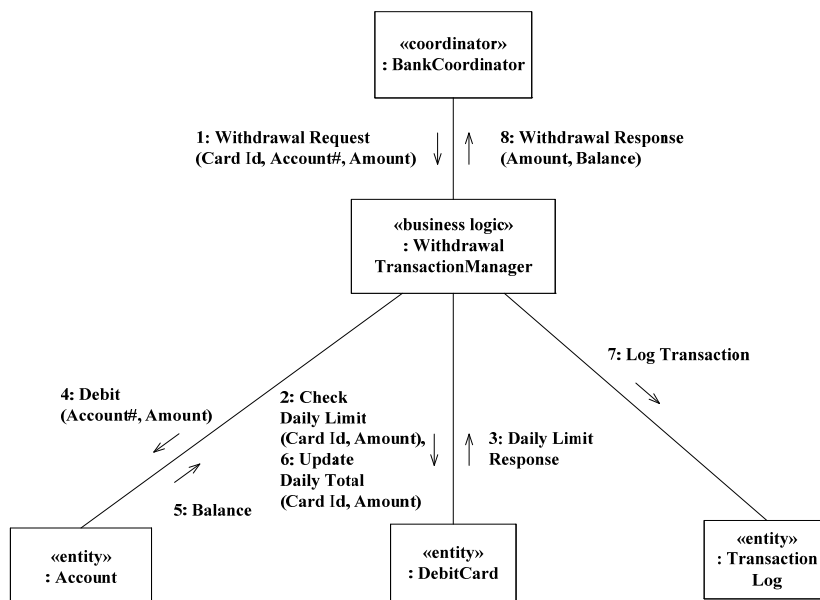 «coordinator»
: BankCoordinator
1: Withdrawal Request
(Card Id, Account#, Amount)
8: Withdrawal Response
(Amount, Balance)
«business logic»
: Withdrawal
TransactionManager
7: Log Transaction
4: Debit
(Account#, Amount)
2: Check
Daily Limit
(Card Id, Amount),
6: Update
Daily Total
(Card Id, Amount)
3: Daily Limit
Response
5: Balance
«entity»
: Account
«entity»
: DebitCard
«entity»
: Transaction
Log